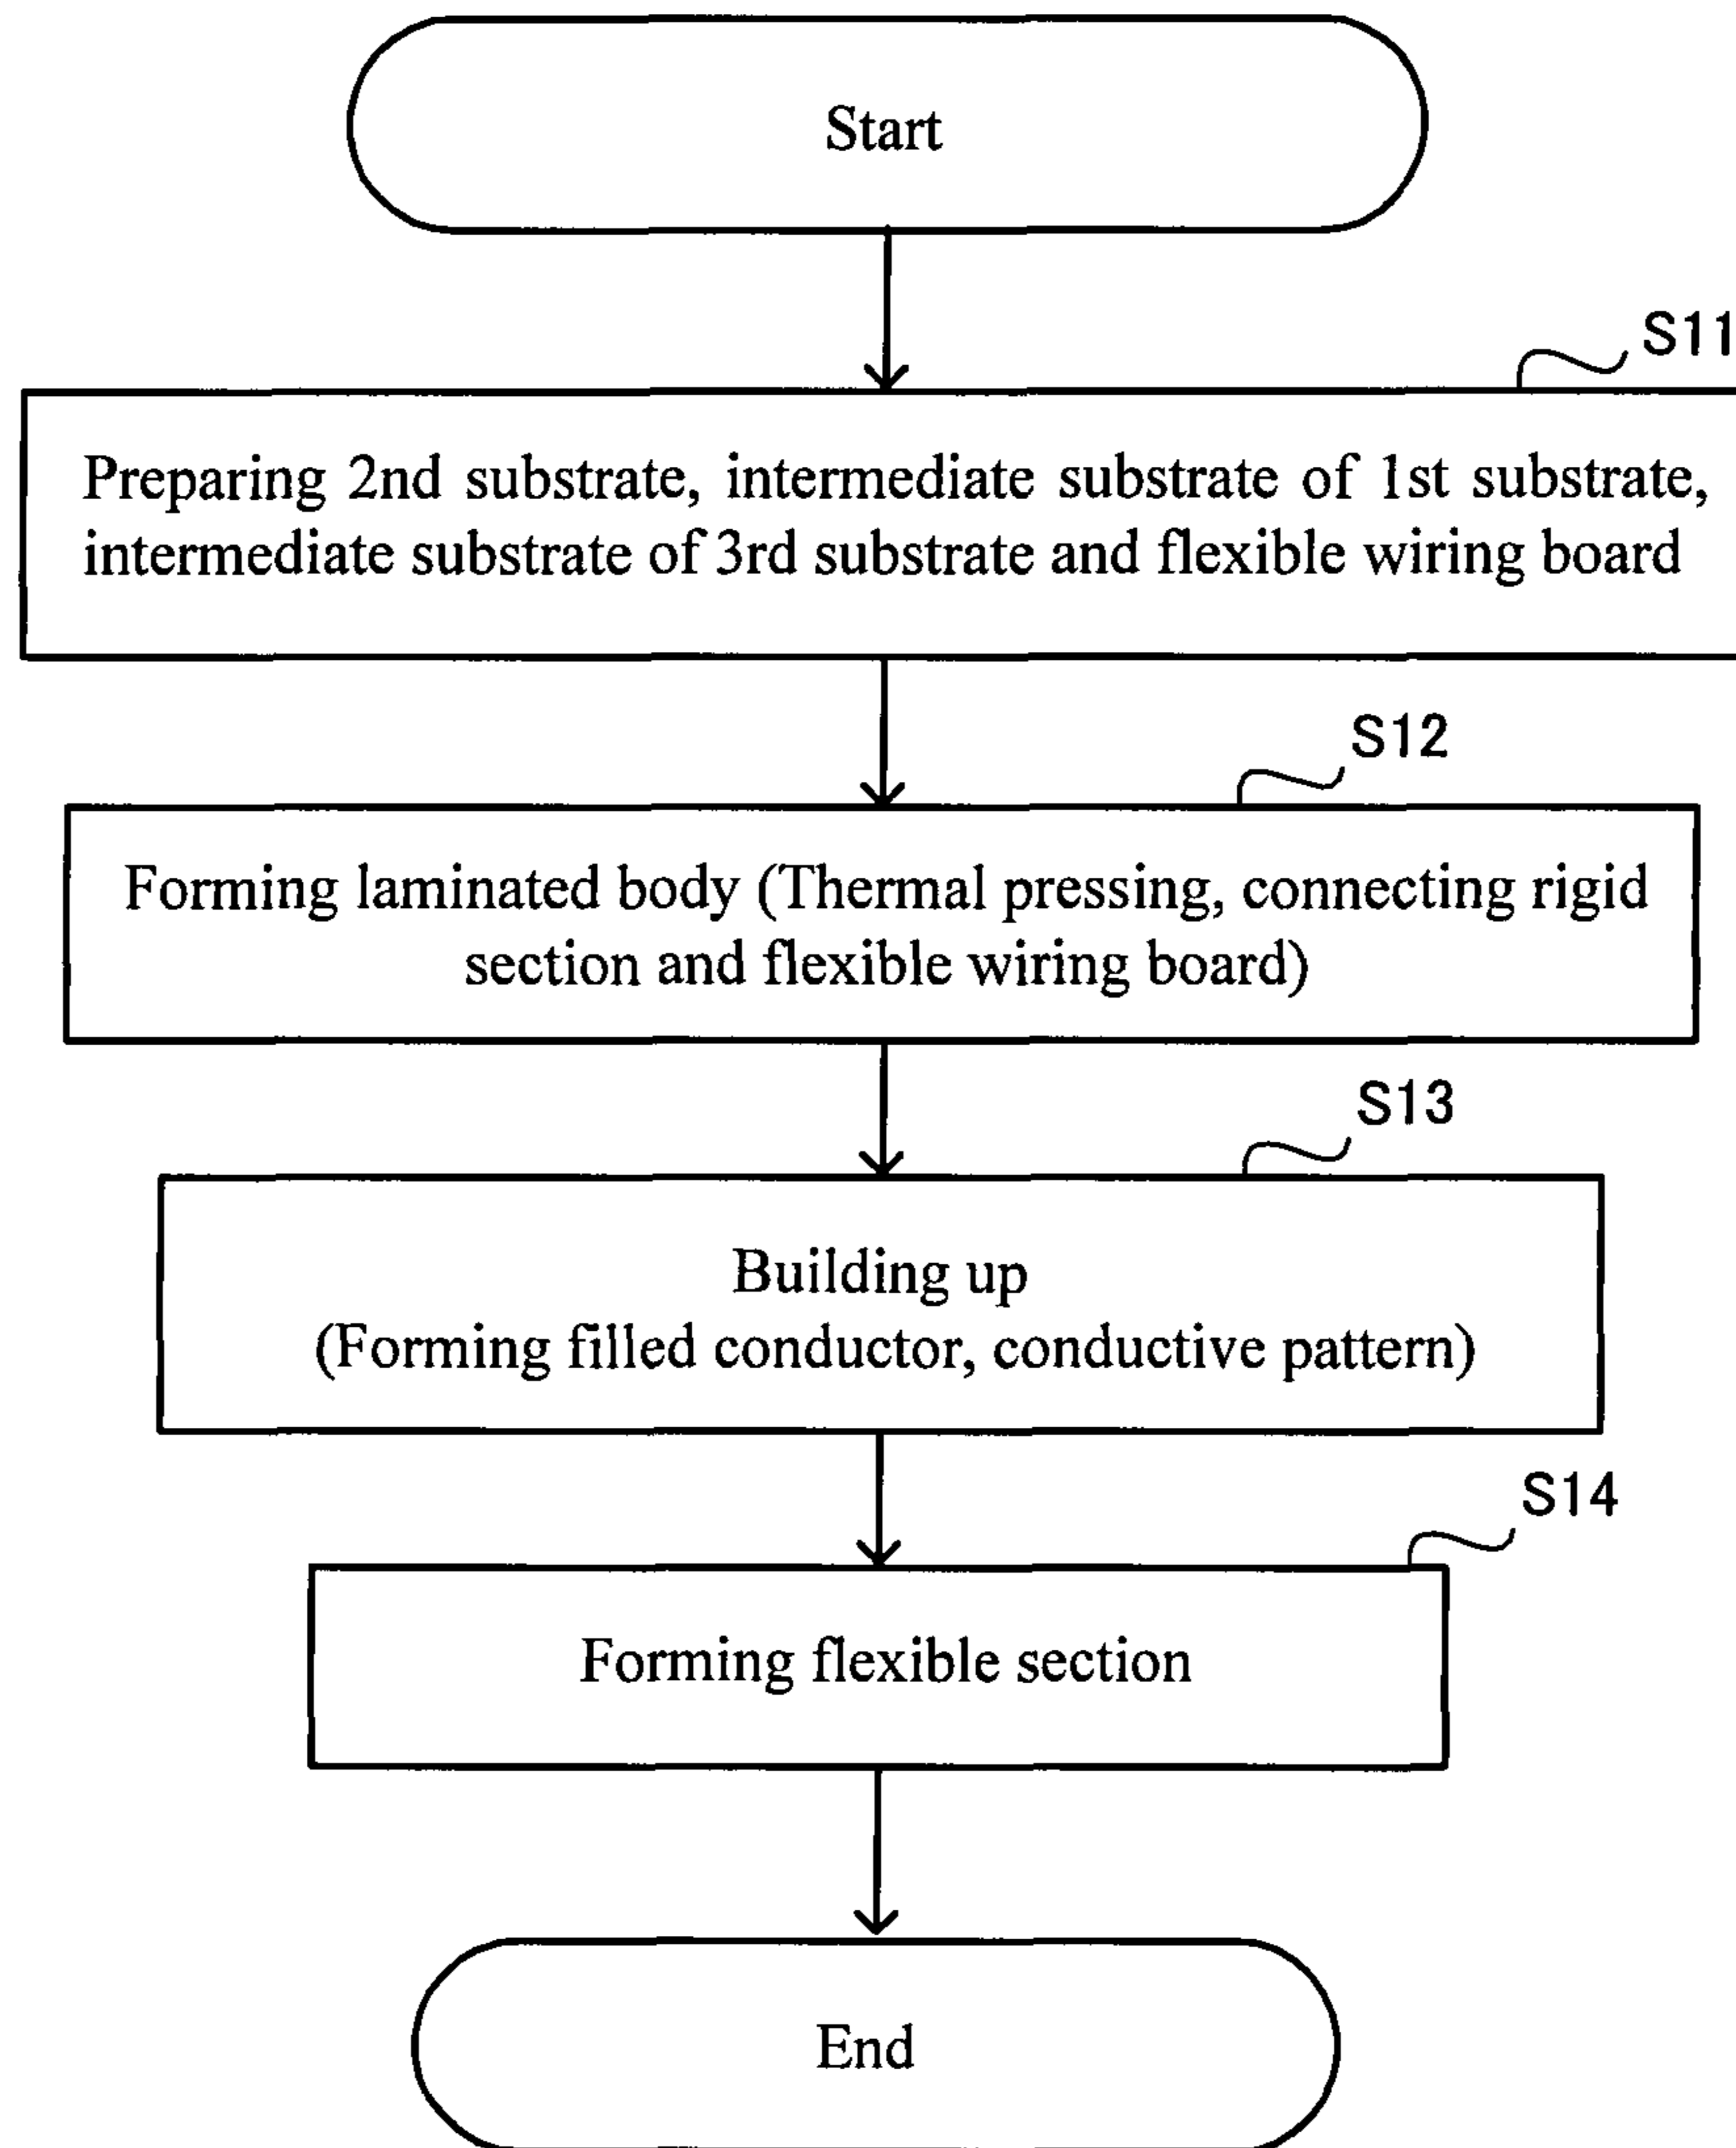 Start
S11
Preparing 2nd substrate, intermediate substrate of 1st substrate,
intermediate substrate of 3rd substrate and flexible wiring board
S12
Forming laminated body (Thermal pressing, connecting rigid
section and flexible wiring board)
S13
Building up
(Forming filled conductor, conductive pattern)
S14
Forming flexible section
End